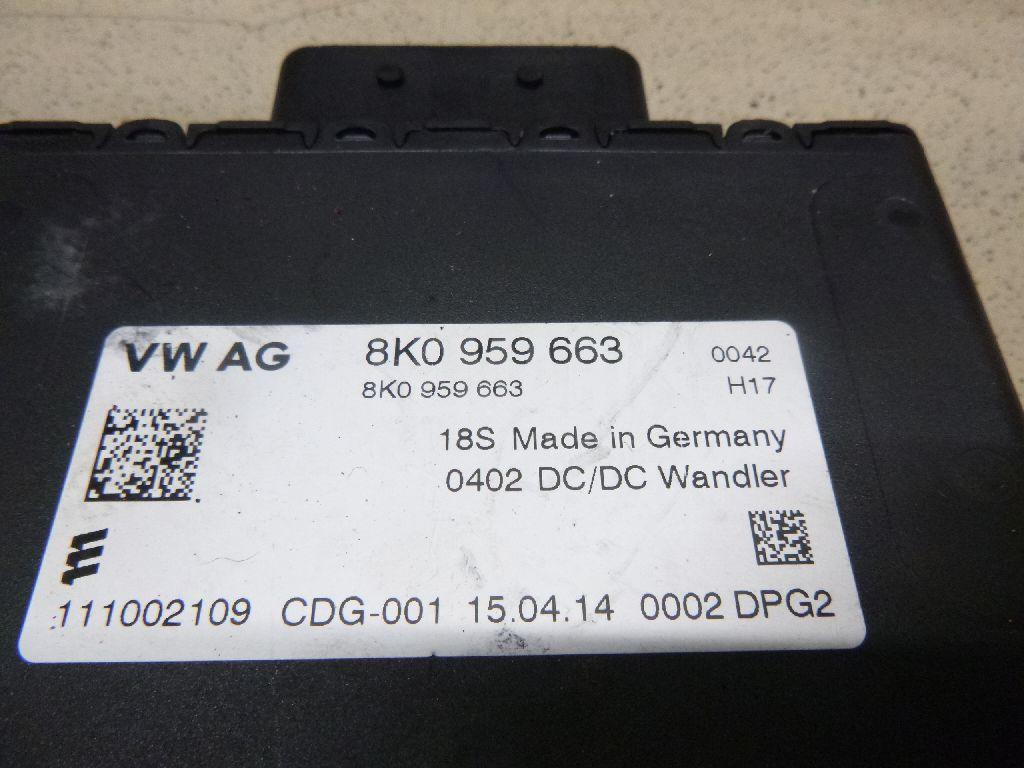 VW AG 8K0 959 663 0042
8K0 959 663 H17
18S Made in Germany
0402 DC/DC Wandler
111002109 CDG-001 15.04.14 0002 DPG2